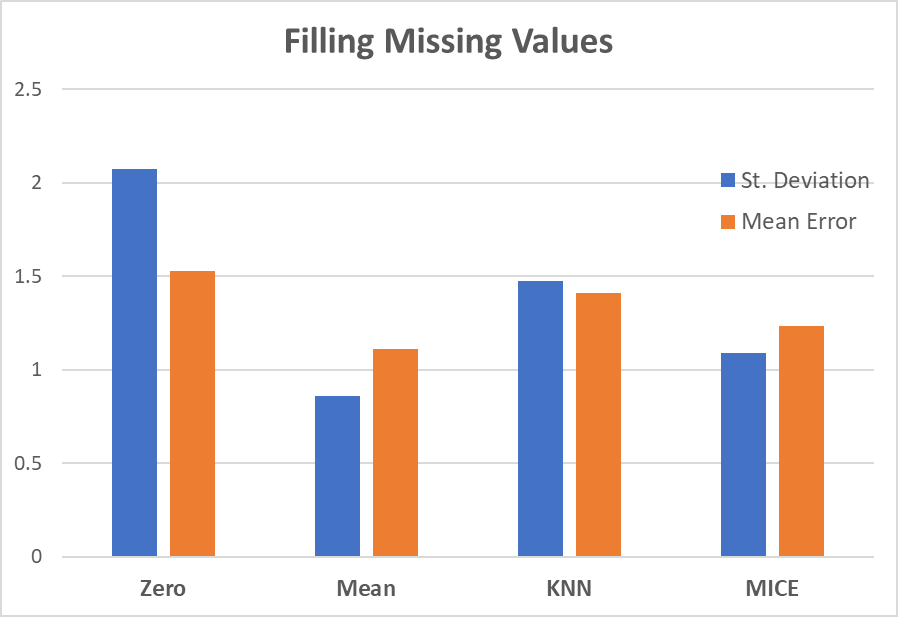 Filling Missing Values
2.5
2
1.5
1
0.5
0
St. Deviation
Mean Error
Zero Mean KNN MICE